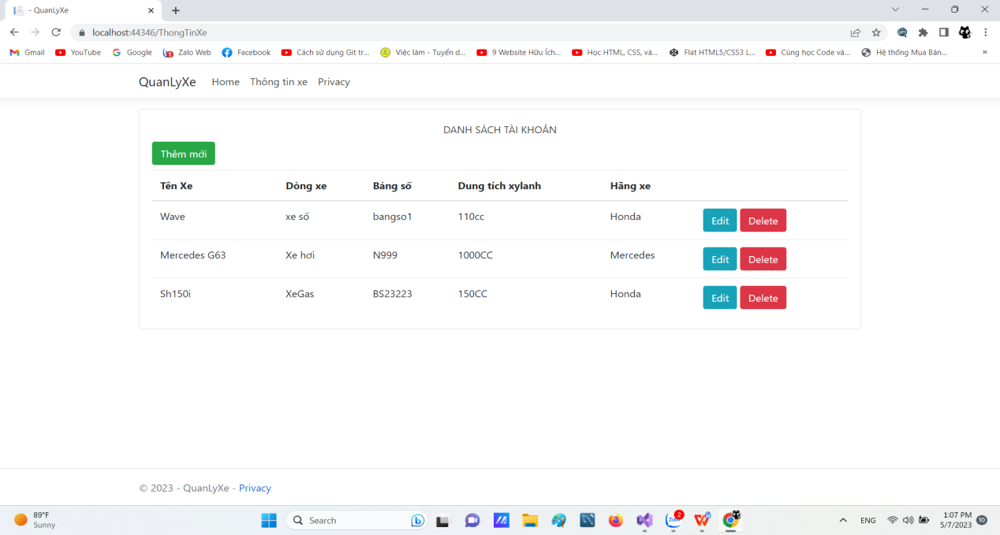 - QuanLyXe
localhost:44346/ThongTinXe
Gmail YouTube Google Zalo Web Facebook Cách sử dụng Git tr... Việc làm - Tuyển d... 9 Website Hữu Ích... Học HTML, CSS, và... Flat HTML5/CSS3 L... Cùng học Code và... Hệ thống Mua Bán... »
QuanLyXe Home Thông tin xe Privacy
DANH SÁCH TÀI KHOẢN
Thêm mới
Tên Xe Dòng xe Bảng số Dung tích xylanh Hãng xe
Wave xe số bangso1 110cc Honda Edit Delete
Mercedes G63 Xe hơi N999 1000CC Mercedes Edit Delete
Sh150i XeGas BS23223 150CC Honda Edit Delete
© 2023 - QuanLyXe - Privacy
89°F
Sunny
Search
2
ENG
1:07 PM
5/7/2023
10